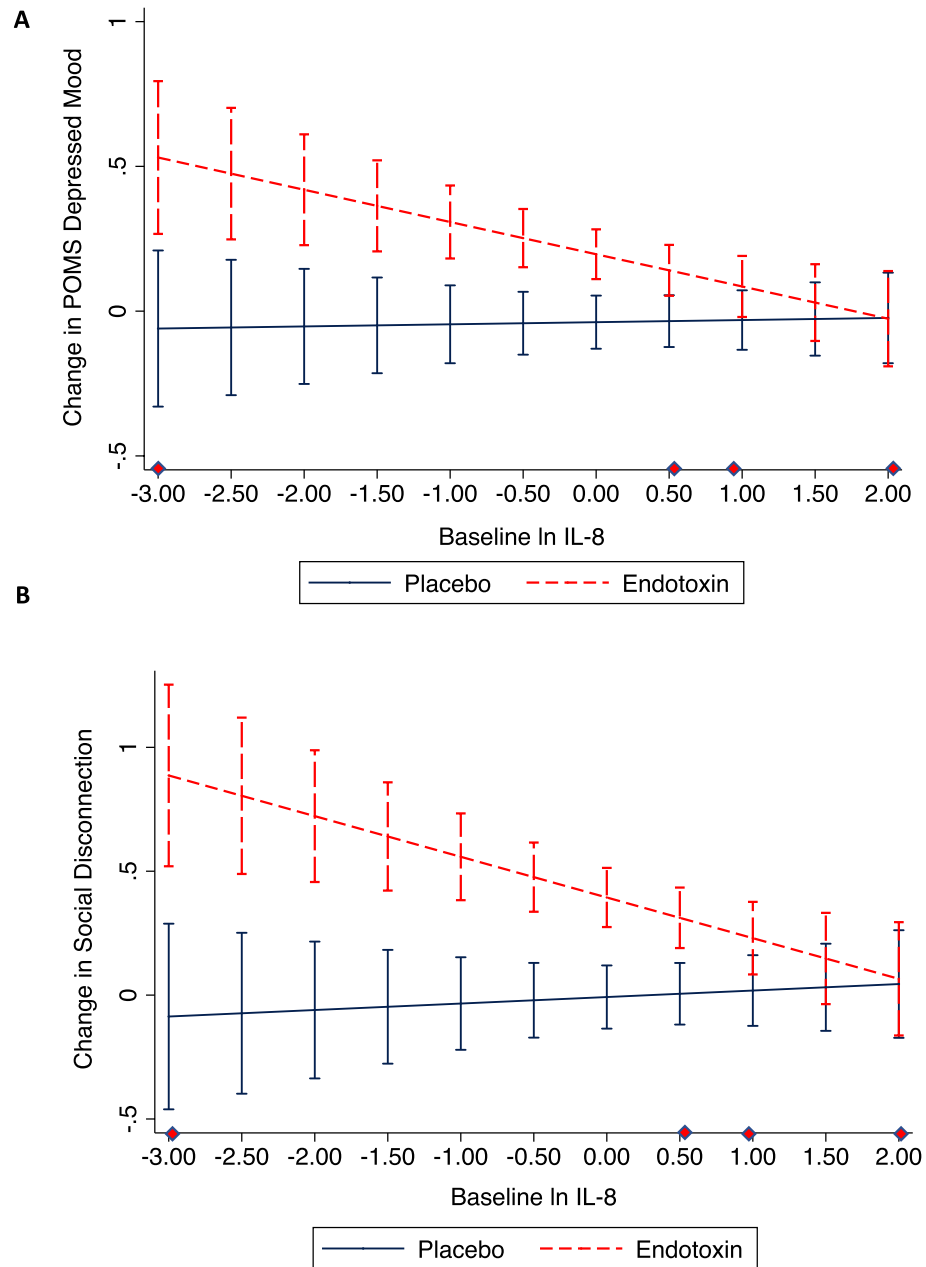 A
Change in POMS Depressed Mood
1
.5
0
-.5
-3.00 -2.50 -2.00 -1.50 -1.00 -0.50 0.00 0.50 1.00 1.50 2.00
Baseline ln IL-8
Placebo Endotoxin
B
Change in Social Disconnection
1
.5
0
-.5
-3.00 -2.50 -2.00 -1.50 -1.00 -0.50 0.00 0.50 1.00 1.50 2.00
Baseline ln IL-8
Placebo Endotoxin